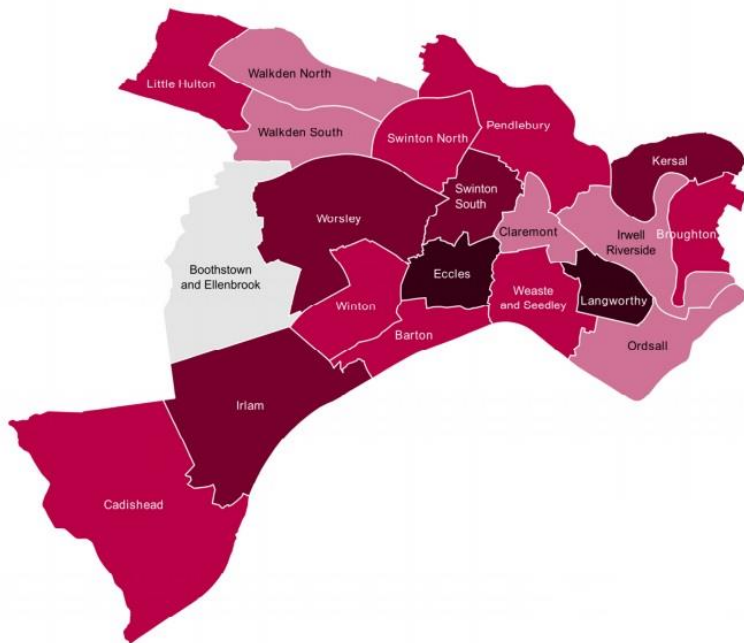 Walkden North
Little Hulton
Walkden South
Swinton North
Pendlebury
Kersal
Swinton
South
Worsley
Claremont
Irwell
Riverside
Broughton
Boothstown
and Ellenbrook
Eccles
Weaste
and Seedley
Langworthy
Winton
Barton
Ordsall
Irlam
Cadishead